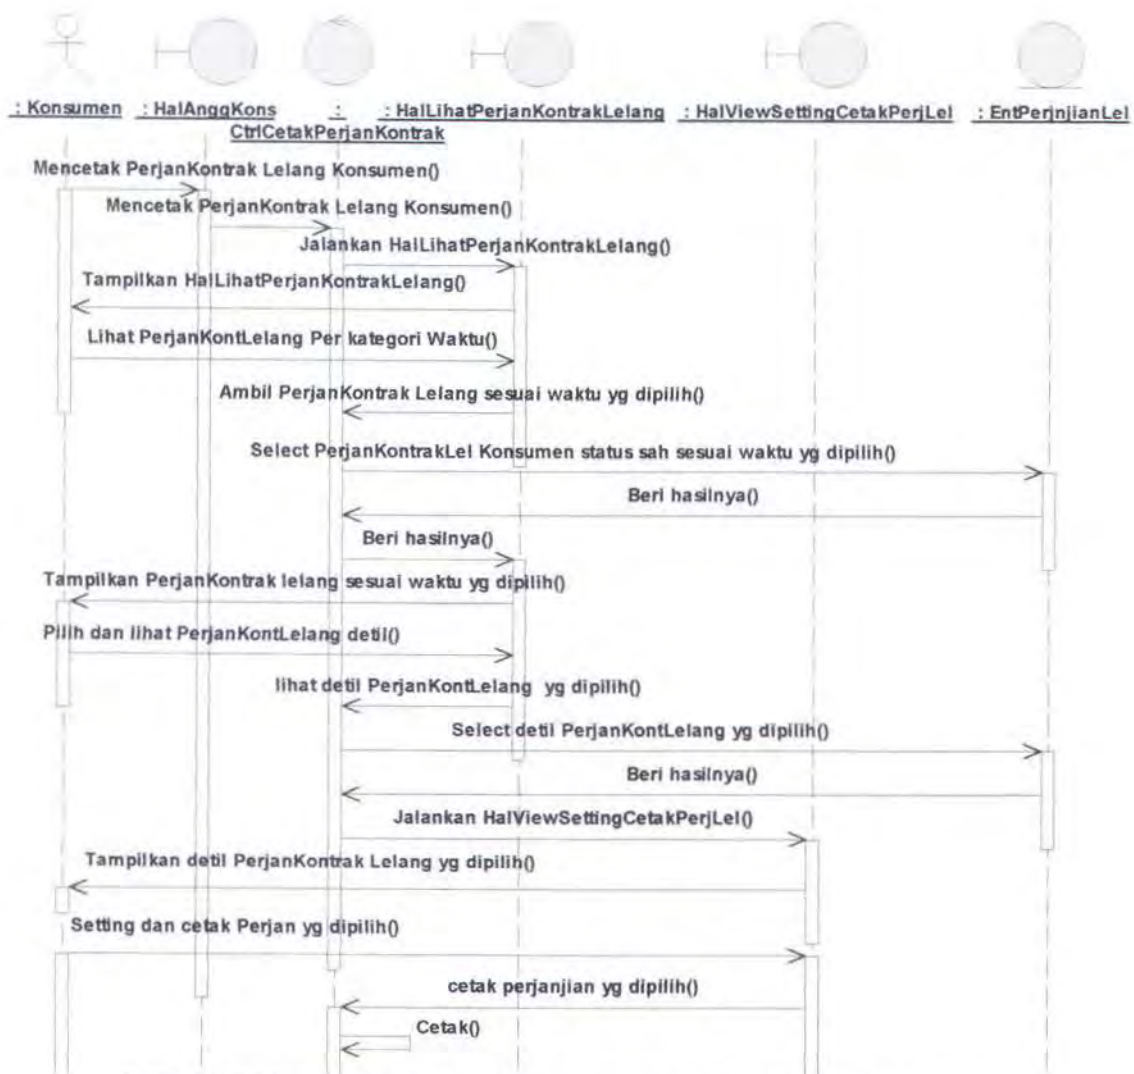 : Konsumen : HalAnggKons : : HalLihatPerjanKontrakLelang : HalViewSettingCetakPerjLel : EntPerjnjianLel
CtrlCetakPerjanKontrak
Mencetak PerjanKontrak Lelang Konsumen()
Mencetak PerjanKontrak Lelang Konsumen()
Jalankan HalLihatPerjanKontrakLelang()
Tampilkan HalLihatPerjanKontrakLelang()
Lihat PerjanKontLelang Per kategori Waktu()
Ambil PerjanKontrak Lelang sesuai waktu yg dipilih()
Select PerjanKontrakLel Konsumen status sah sesuai waktu yg dipilih()
Beri hasilnya()
Beri hasilnya()
Tampilkan PerjanKontrak lelang sesuai waktu yg dipilih()
Pilih dan lihat PerjanKontLelang detil()
lihat detil PerjanKontLelang yg dipilih()
Select detil PerjanKontLelang yg dipilih()
Beri hasilnya()
Jalankan HalViewSettingCetakPerjLel()
Tampilkan detil PerjanKontrak Lelang yg dipilih()
Setting dan cetak Perjan yg dipilih()
cetak perjanjian yg dipilih()
Cetak()